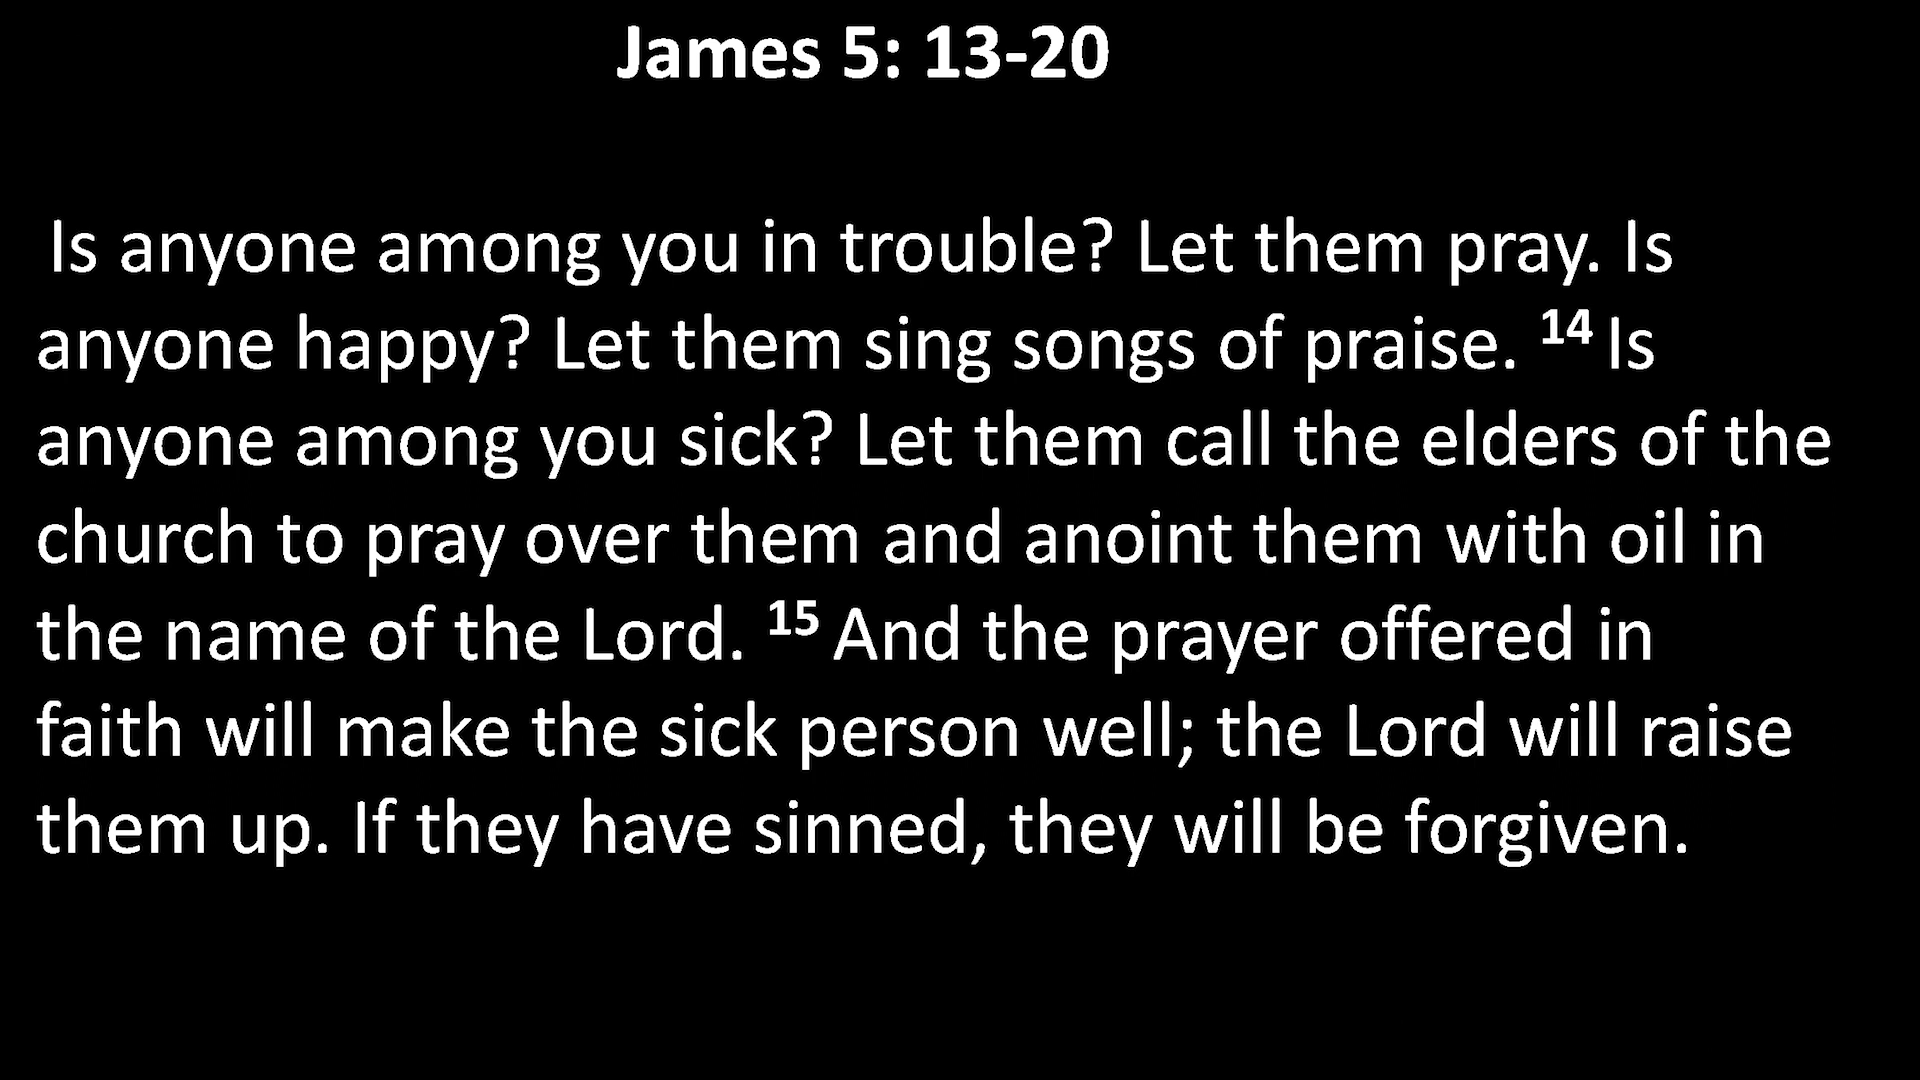 James 5: 13-20
Is anyone among you in trouble? Let them pray. Is
anyone happy? Let them sing songs of praise. 14 Is
anyone among you sick? Let them call the elders of the
church to pray over them and anoint them with oil in
the name of the Lord. 15 And the prayer offered in
faith will make the sick person well; the Lord will raise
them up. If they have sinned, they will be forgiven.